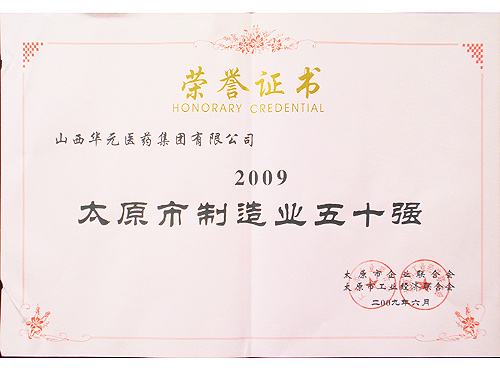 荣誉证书
HONORARY CREDENTIAL
山西华元医药集团有限公司
2009
太原市制造业五十强
太原市企业联合会
太原市工业经济联合会
二00九年六月